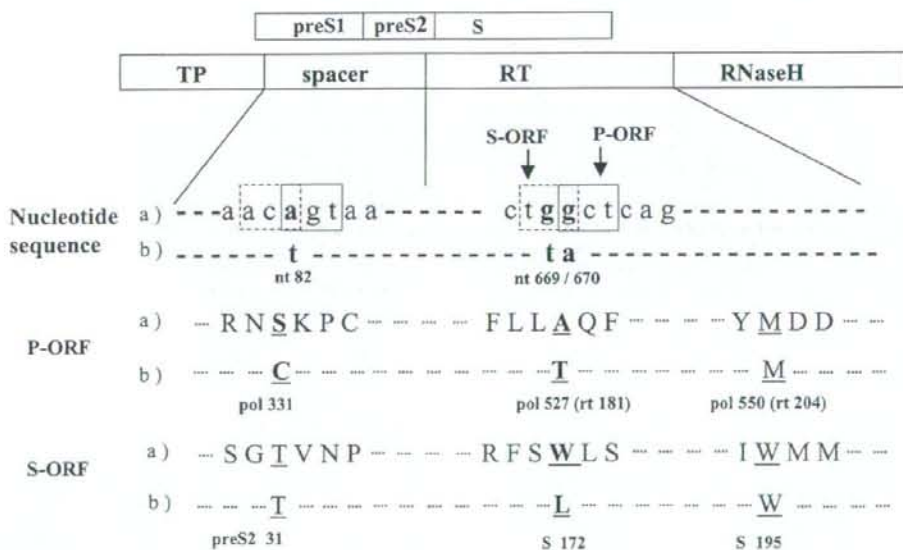 preS1 preS2 S
TP spacer RT RNaseH
S-ORF P-ORF
Nucleotide sequence
a) ---aacagtaa ------ ctggctcag---------
b) ------ t ---------- ta --------------
nt 82 nt 669 / 670
P-ORF
a) --- RNSKPC ------ FLLAQF ------ YMDD ---
b) ------ C ---------- T ---------- M ------
pol 331 pol 527 (rt 181) pol 550 (rt 204)
S-ORF
a) --- SGTVNP ------ RFSWLS ------ IWMM ---
b) ------ T ---------- L ---------- W ------
preS2 31 S 172 S 195